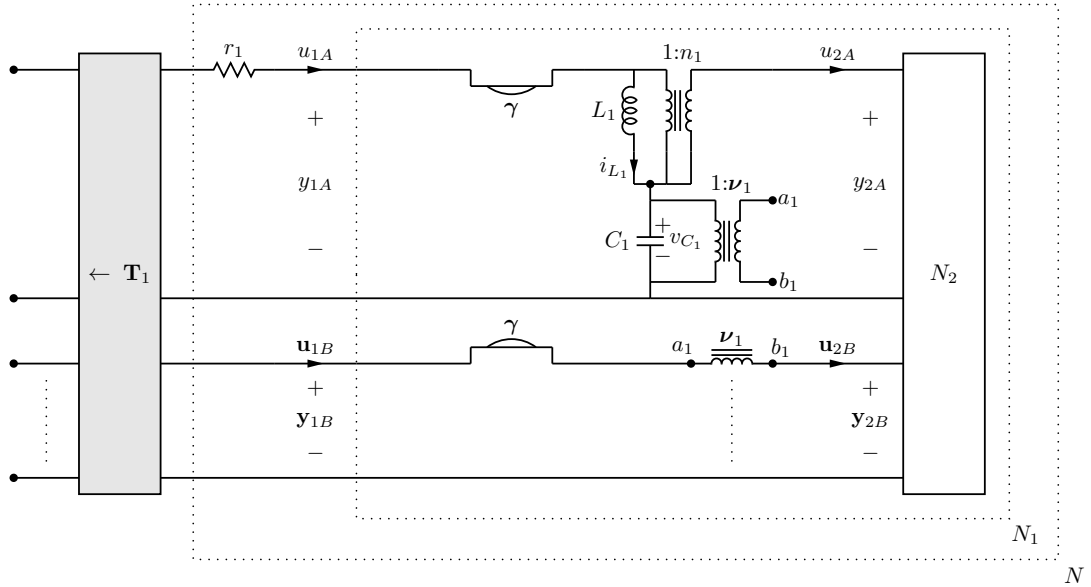 r₁ u₁A 1:n₁ u₂A
γ
+ L₁ +
y₁A i_L₁ 1:ν₁ y₂A
a₁
− C₁ + v_C₁ − −
← T₁ b₁ N₂
γ
u₁B a₁ ν₁ b₁ u₂B
+ +
y₁B y₂B
− −
N₁
N